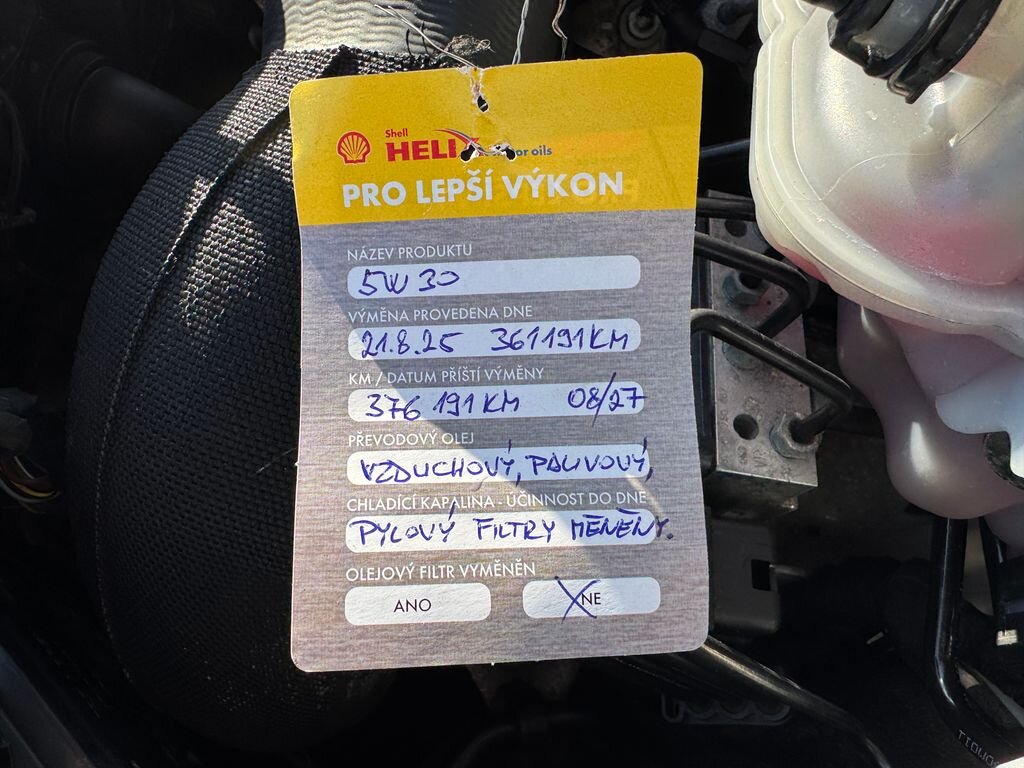 Shell
HELIX
or oils
PRO LEPŠÍ VÝKON
NÁZEV PRODUKTU
5W 30
VÝMĚNA PROVEDENA DNE
21.8.25 361191KM
KM / DATUM PŘÍŠTÍ VÝMĚNY
376 191 KM 08/27
PŘEVODOVÝ OLEJ
VZDUCHOVÝ, PALIVOVÝ,
CHLADÍCÍ KAPALINA - ÚČINNOST DO DNE
PYLOVÝ FILTRY MĚNĚNY.
OLEJOVÝ FILTR VYMĚNĚN
ANO NE